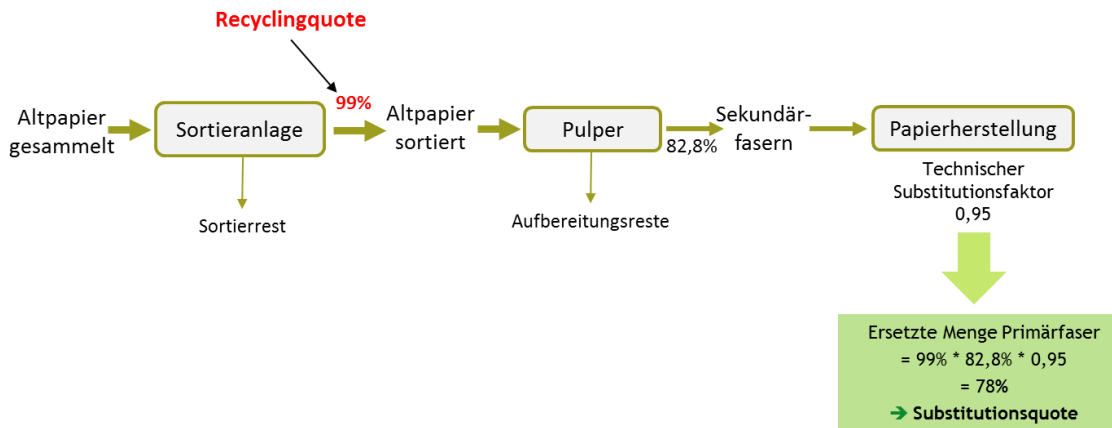 Recyclingquote
99%
Altpapier
gesammelt
Sortieranlage
Altpapier
sortiert
Pulper
82,8%
Sekundär-
fasern
Papierherstellung
Sortierrest
Aufbereitungsreste
Technischer
Substitutionsfaktor
0,95
Ersetzte Menge Primärfaser
= 99% * 82,8% * 0,95
= 78%
➔ Substitutionsquote